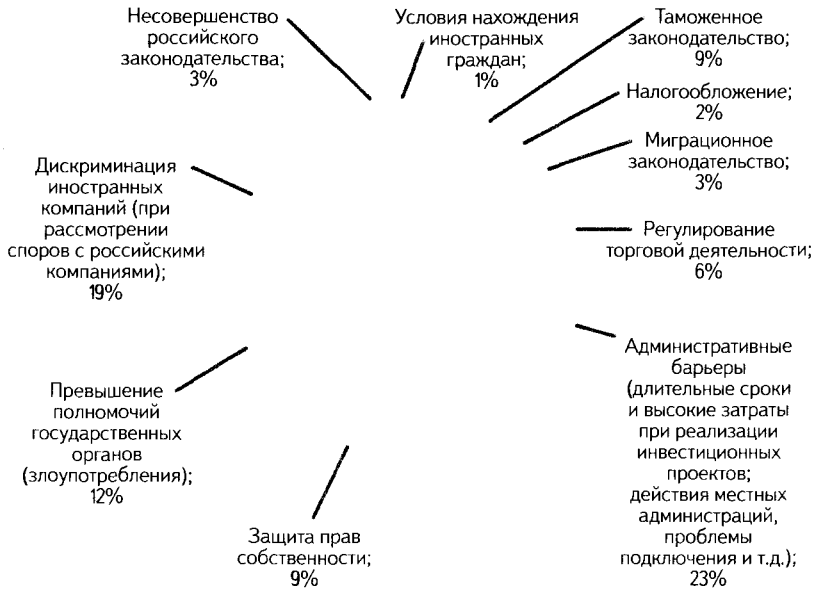 Несовершенство
российского
законодательства;
3%
Условия нахождения
иностранных
граждан;
1%
Таможенное
законодательство;
9%
Налогообложение;
2%
Миграционное
законодательство;
3%
Регулирование
торговой деятельности;
6%
Административные
барьеры
(длительные сроки
и высокие затраты
при реализации
инвестиционных
проектов;
действия местных
администраций,
проблемы
подключения и т.д.);
23%
Защита прав
собственности;
9%
Превышение
полномочий
государственных
органов
(злоупотребления);
12%
Дискриминация
иностранных
компаний (при
рассмотрении
споров с российскими
компаниями);
19%